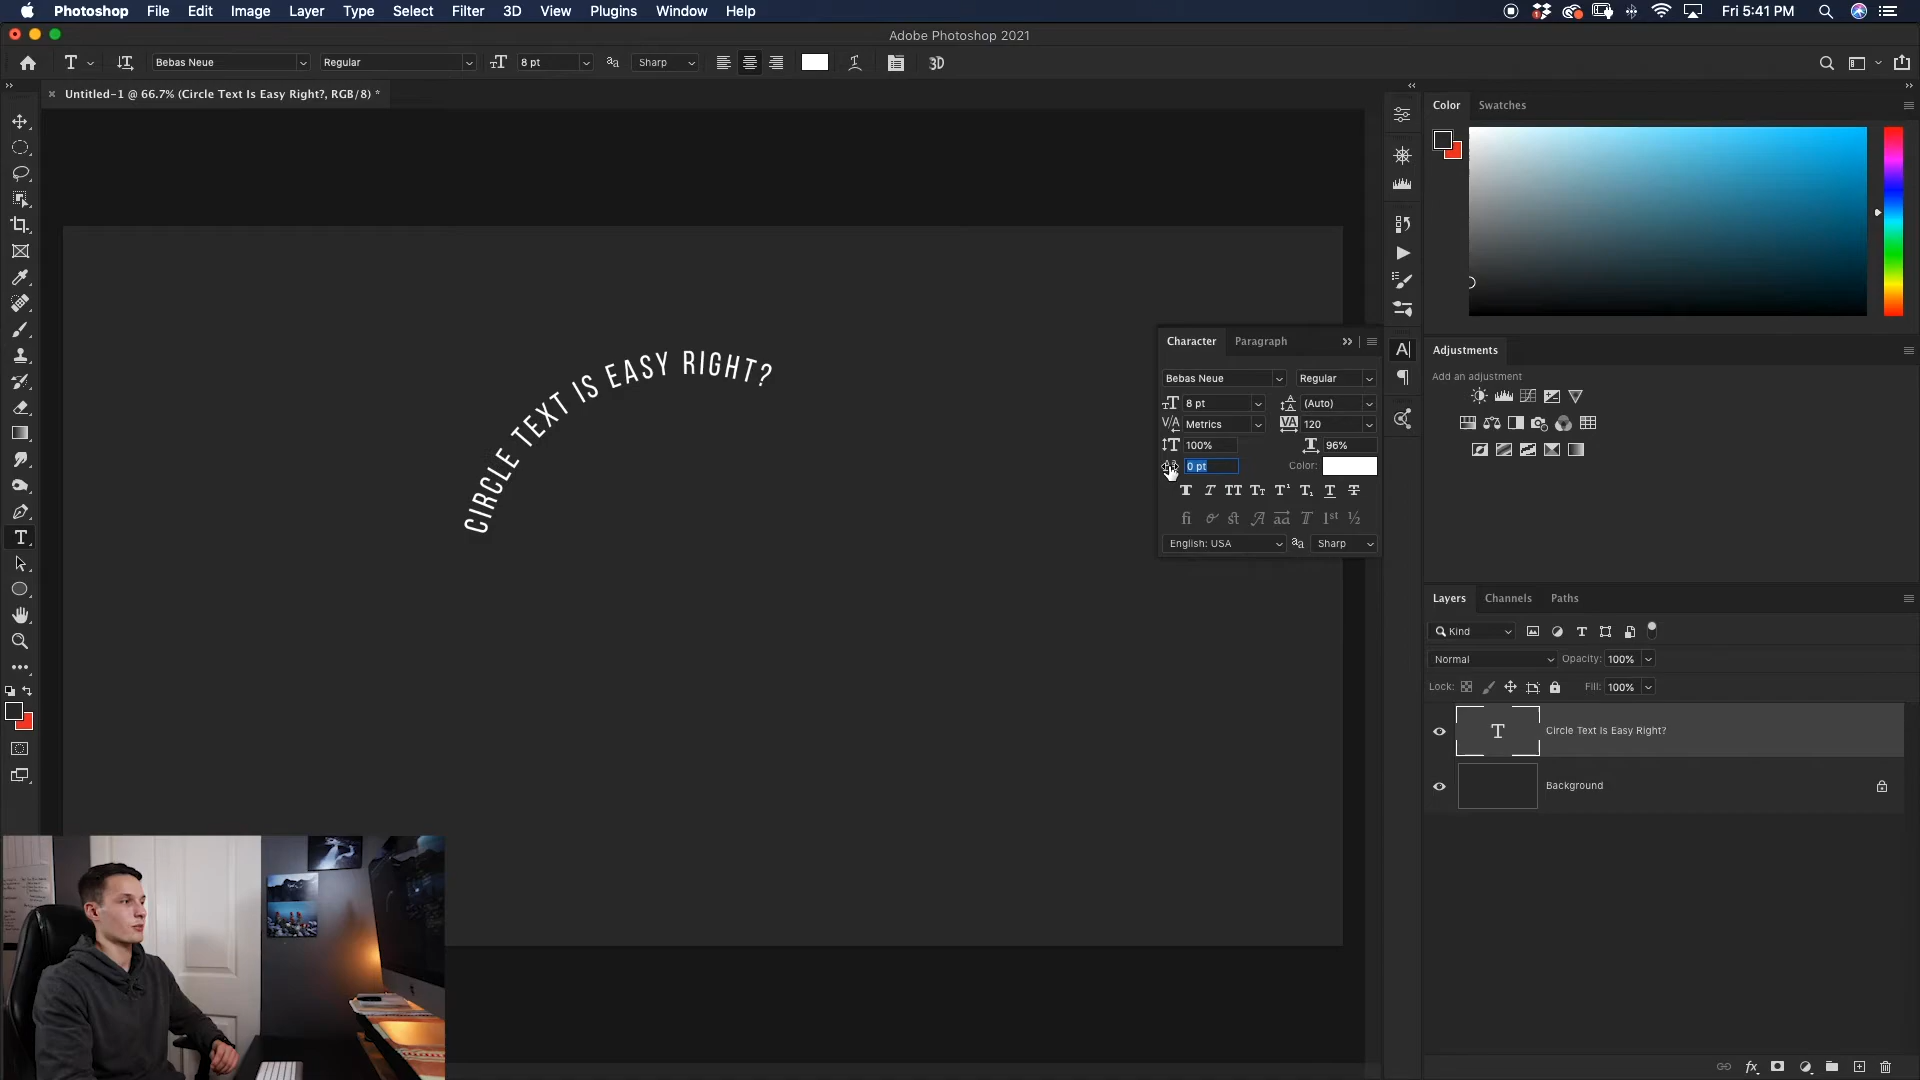 Photoshop File Edit Image Layer Type Select Filter 3D View Plugins Window Help
Fri 5:41 PM
Adobe Photoshop 2021
Bebas Neue Regular 8 pt Sharp 3D
Untitled-1 @ 66.7% (Circle Text Is Easy Right?, RGB/8) *
Color Swatches
CIRCLE TEXT IS EASY RIGHT?
Character Paragraph
Bebas Neue Regular
8 pt (Auto)
Metrics 120
100% 96%
0 pt Color:
English: USA Sharp
Adjustments
Add an adjustment
Layers Channels Paths
Kind
Normal Opacity: 100%
Lock: Fill: 100%
Circle Text Is Easy Right?
Background